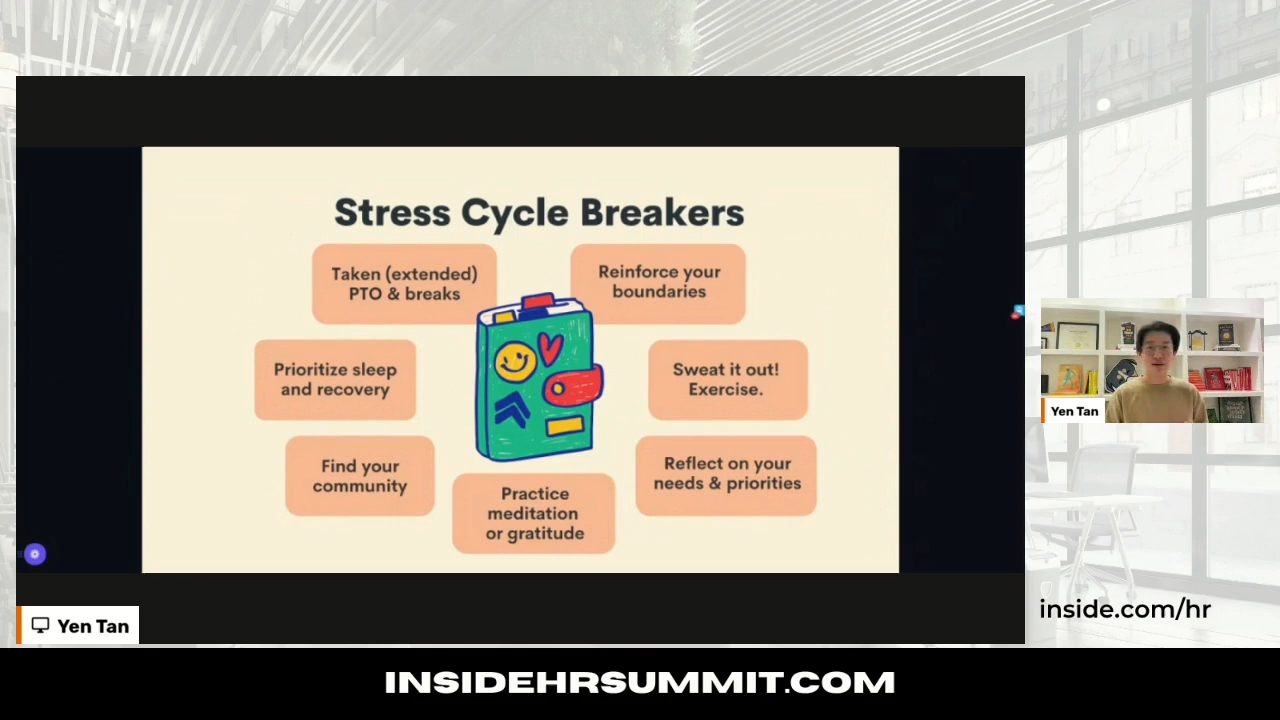 Stress Cycle Breakers
Taken (extended)
PTO & breaks
Reinforce your
boundaries
Prioritize sleep
and recovery
Sweat it out!
Exercise.
Find your
community
Practice
meditation
or gratitude
Reflect on your
needs & priorities
Yen Tan
Yen Tan
inside.com/hr
INSIDEHRSUMMIT.COM